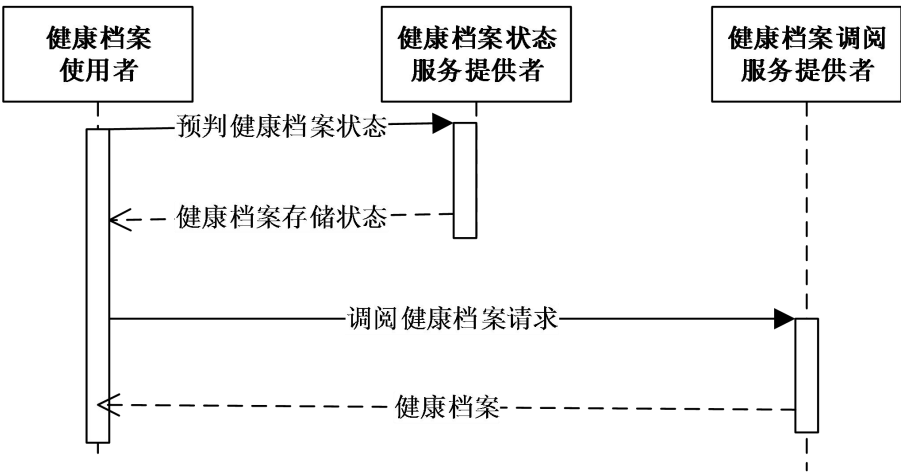 健康档案
使用者
健康档案状态
服务提供者
健康档案调阅
服务提供者
预判健康档案状态
健康档案存储状态
调阅健康档案请求
健康档案